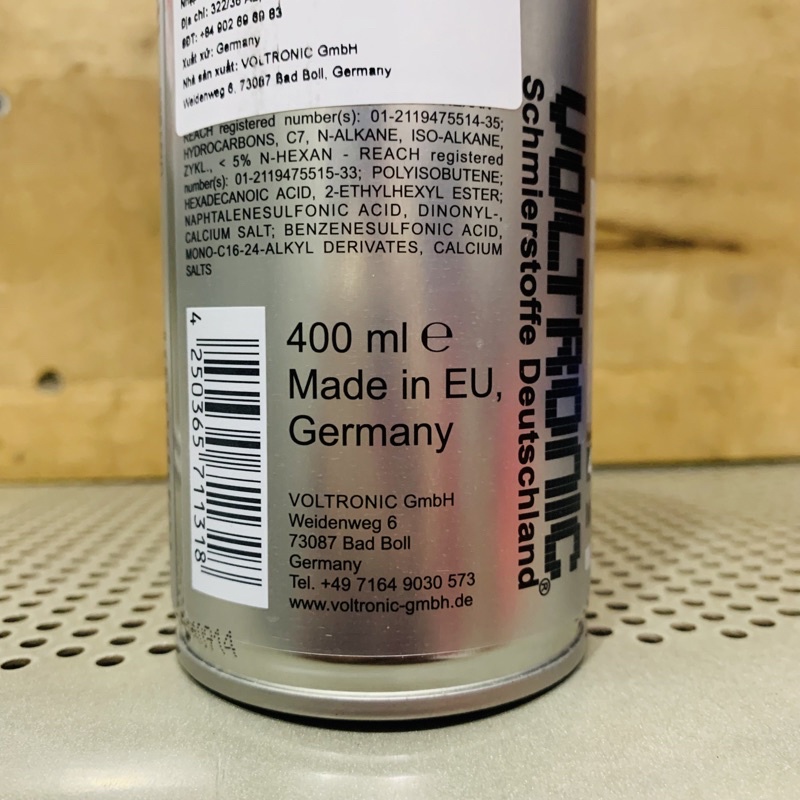 Địa chỉ: 322/36
ĐT: +84 902 69 69 83
Xuất xứ: Germany
Nhà sản xuất: VOLTRONIC GmbH
Weidenweg 6, 73087 Bad Boll, Germany
REACH registered number(s): 01-2119475514-35;
HYDROCARBONS, C7, N-ALKANE, ISO-ALKANE,
ZYKL., < 5% N-HEXAN - REACH registered
number(s): 01-2119475515-33; POLYISOBUTENE;
HEXADECANOIC ACID, 2-ETHYLHEXYL ESTER;
NAPHTALENESULFONIC ACID, DINONYL-,
CALCIUM SALT; BENZENESULFONIC ACID,
MONO-C16-24-ALKYL DERIVATES, CALCIUM
SALTS
4 250365 711318
400 ml ℮
Made in EU,
Germany
VOLTRONIC GmbH
Weidenweg 6
73087 Bad Boll
Germany
Tel. +49 7164 9030 573
www.voltronic-gmbh.de
VOLTRONIC
Schmierstoffe Deutschland®